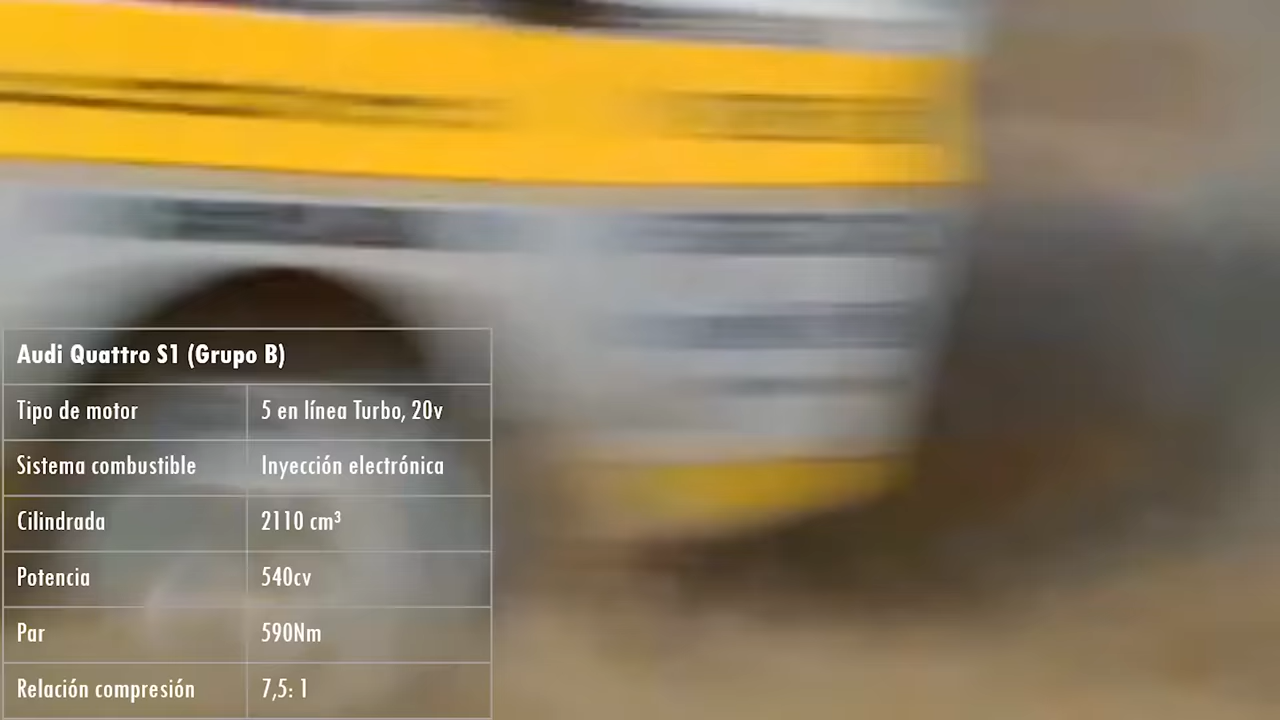 Audi Quattro S1 (Grupo B)
Tipo de motor 5 en línea Turbo, 20v
Sistema combustible Inyección electrónica
Cilindrada 2110 cm³
Potencia 540cv
Par 590Nm
Relación compresión 7,5: 1